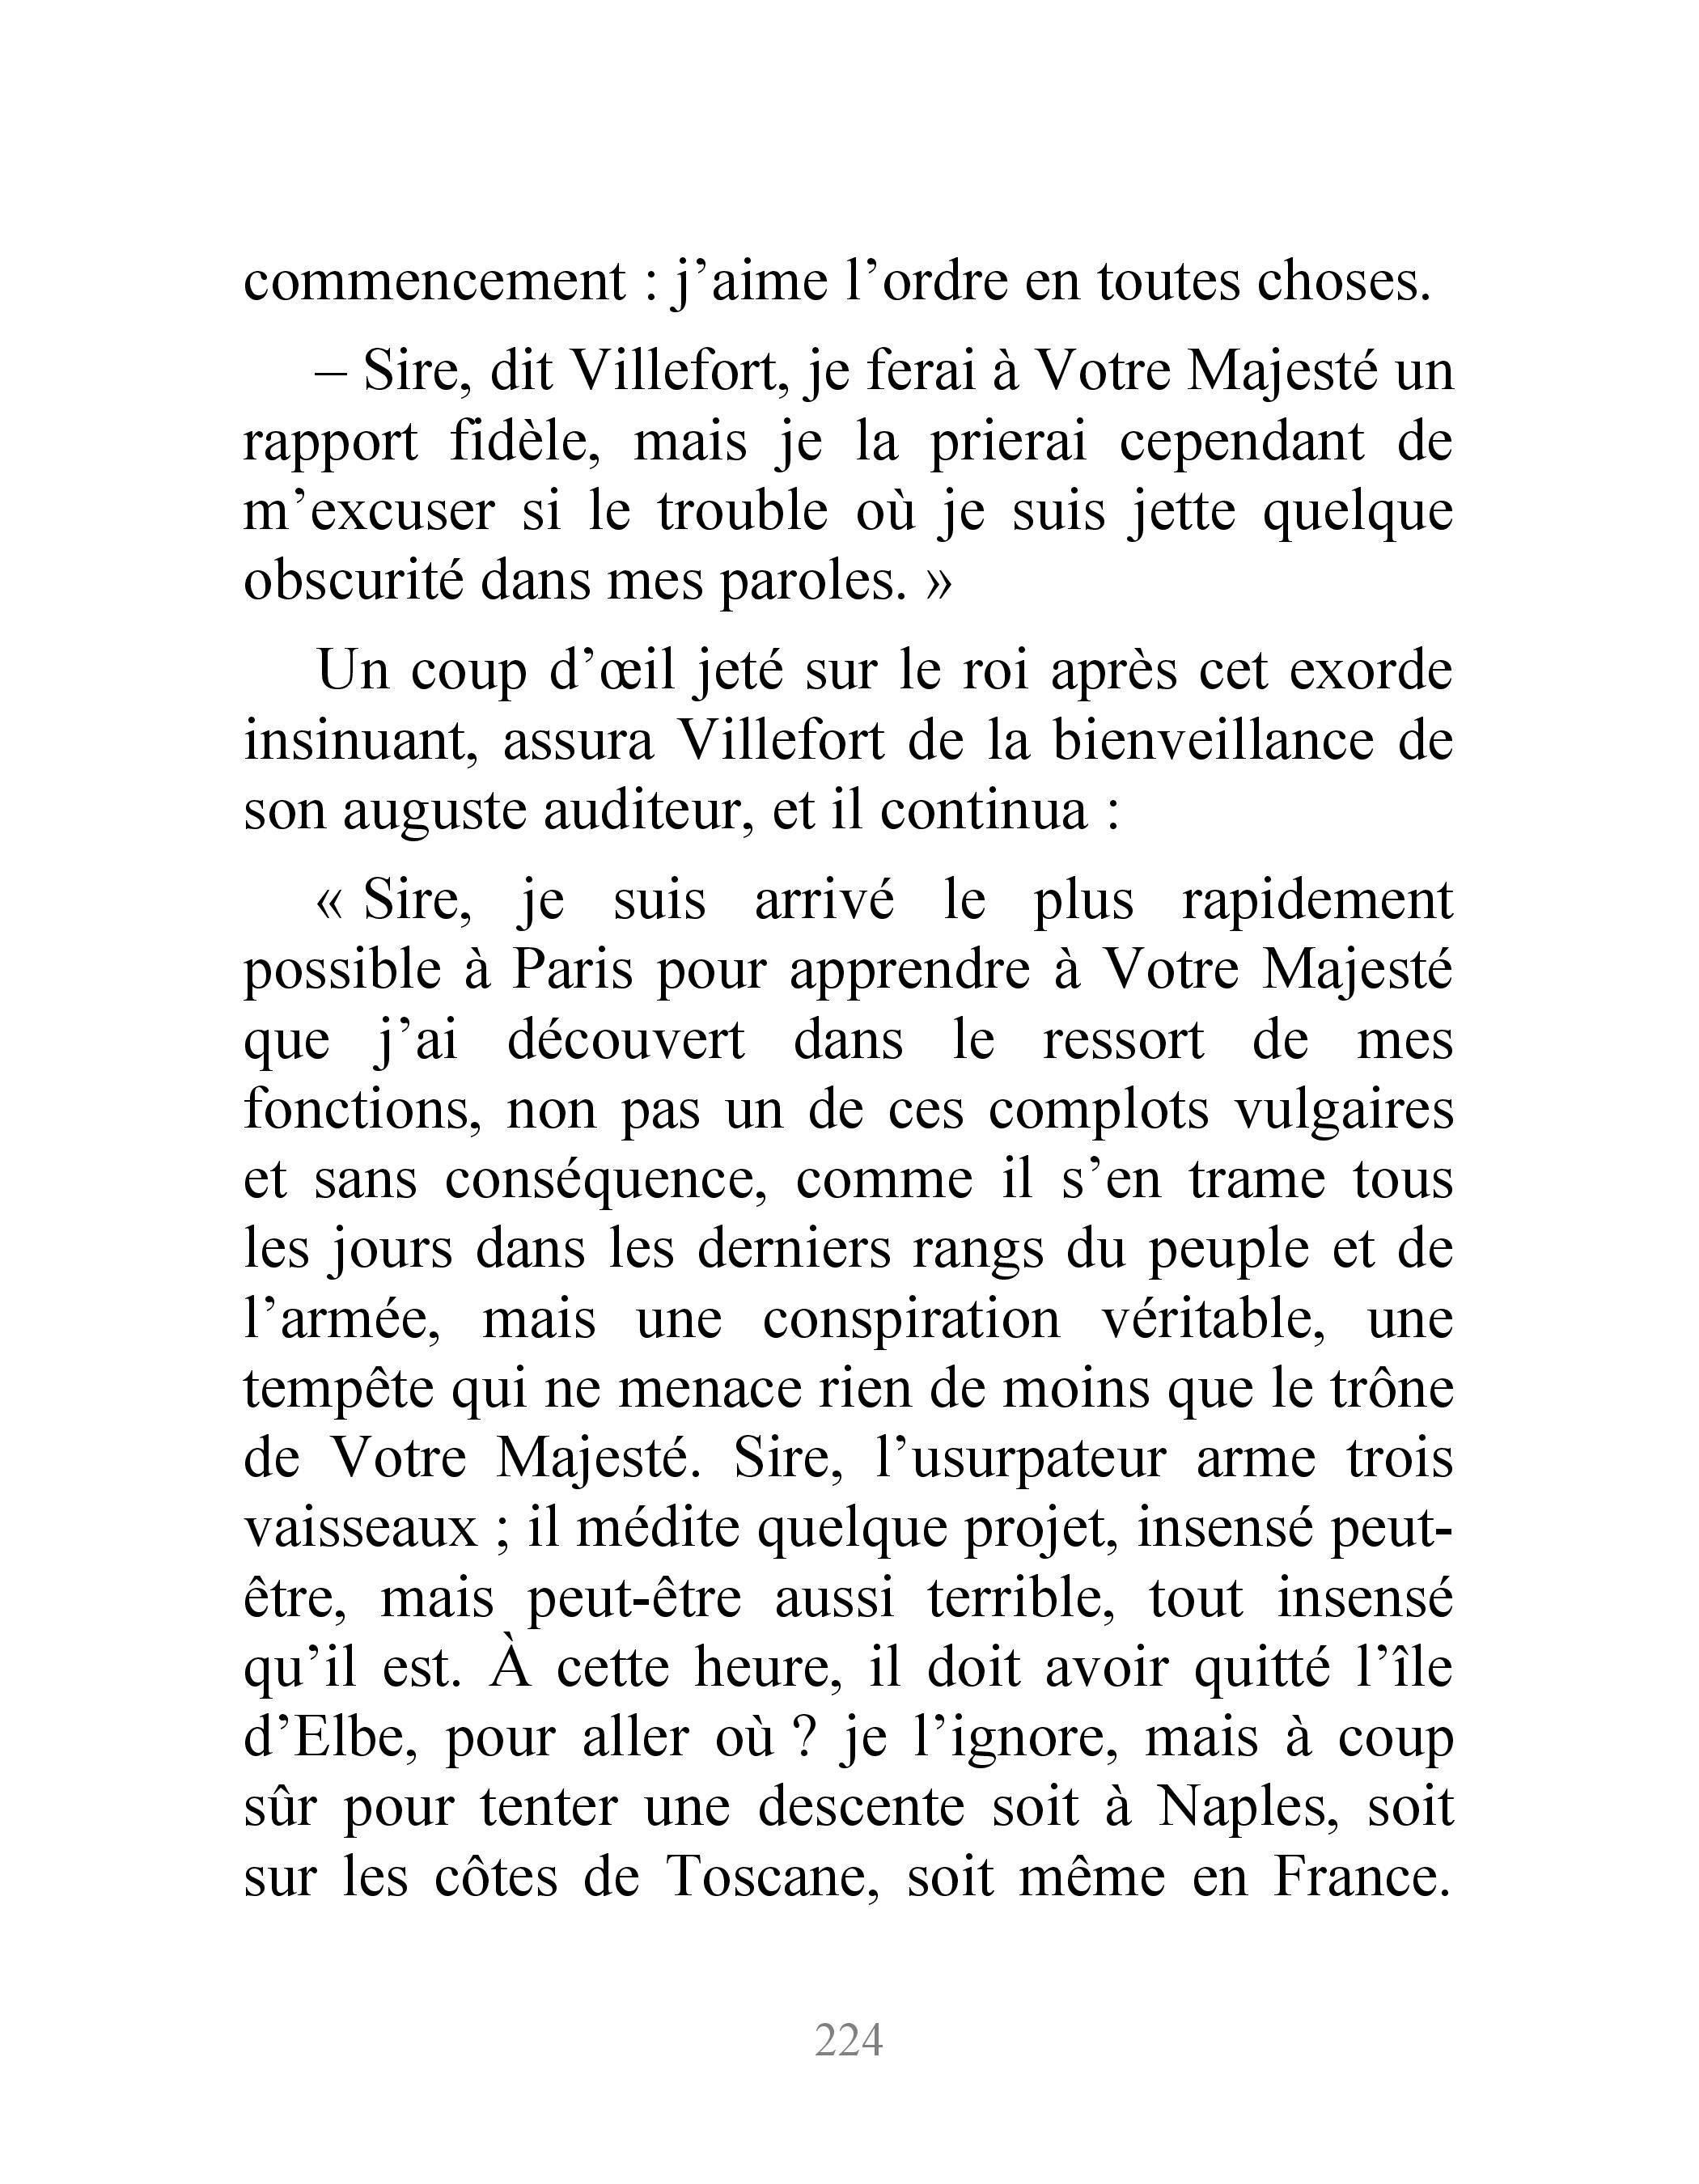 commencement : j’aime l’ordre en toutes choses.
– Sire, dit Villefort, je ferai à Votre Majesté un
rapport fidèle, mais je la prierai cependant de
m’excuser si le trouble où je suis jette quelque
obscurité dans mes paroles. »
Un coup d’œil jeté sur le roi après cet exorde
insinuant, assura Villefort de la bienveillance de
son auguste auditeur, et il continua :
« Sire, je suis arrivé le plus rapidement
possible à Paris pour apprendre à Votre Majesté
que j’ai découvert dans le ressort de mes
fonctions, non pas un de ces complots vulgaires
et sans conséquence, comme il s’en trame tous
les jours dans les derniers rangs du peuple et de
l’armée, mais une conspiration véritable, une
tempête qui ne menace rien de moins que le trône
de Votre Majesté. Sire, l’usurpateur arme trois
vaisseaux ; il médite quelque projet, insensé peut-
être, mais peut-être aussi terrible, tout insensé
qu’il est. À cette heure, il doit avoir quitté l’île
d’Elbe, pour aller où ? je l’ignore, mais à coup
sûr pour tenter une descente soit à Naples, soit
sur les côtes de Toscane, soit même en France.
224